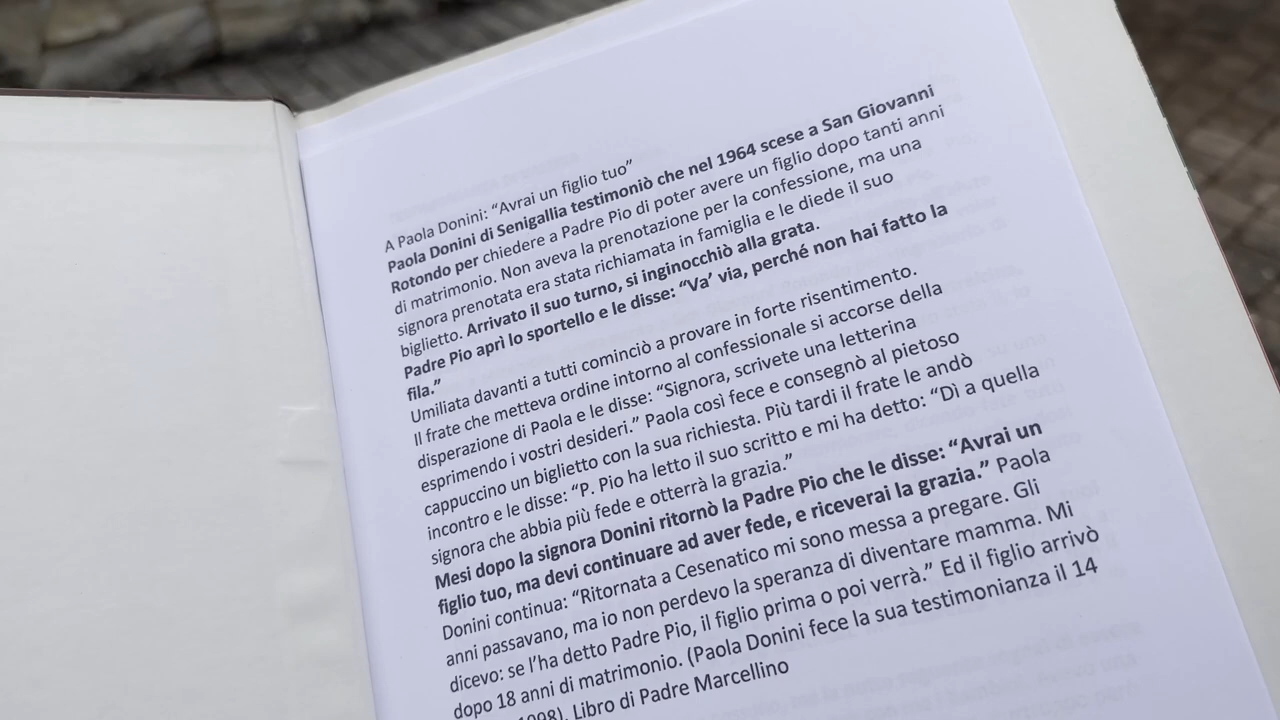 A Paola Donini: “Avrai un figlio tuo”
Paola Donini di Senigallia testimoniò che nel 1964 scese a San Giovanni
Rotondo per chiedere a Padre Pio di poter avere un figlio dopo tanti anni
di matrimonio. Non aveva la prenotazione per la confessione, ma una
signora prenotata era stata richiamata in famiglia e le diede il suo
biglietto. Arrivato il suo turno, si inginocchiò alla grata.
Padre Pio aprì lo sportello e le disse: “Va’ via, perché non hai fatto la
fila.”
Umiliata davanti a tutti cominciò a provare in forte risentimento.
Il frate che metteva ordine intorno al confessionale si accorse della
disperazione di Paola e le disse: “Signora, scrivete una letterina
esprimendo i vostri desideri.” Paola così fece e consegnò al pietoso
cappuccino un biglietto con la sua richiesta. Più tardi il frate le andò
incontro e le disse: “P. Pio ha letto il suo scritto e mi ha detto: “Dì a quella
signora che abbia più fede e otterrà la grazia.”
Mesi dopo la signora Donini ritornò la Padre Pio che le disse: “Avrai un
figlio tuo, ma devi continuare ad aver fede, e riceverai la grazia.” Paola
Donini continua: “Ritornata a Cesenatico mi sono messa a pregare. Gli
anni passavano, ma io non perdevo la speranza di diventare mamma. Mi
dicevo: se l’ha detto Padre Pio, il figlio prima o poi verrà.” Ed il figlio arrivò
dopo 18 anni di matrimonio. (Paola Donini fece la sua testimonianza il 14
1998). Libro di Padre Marcellino